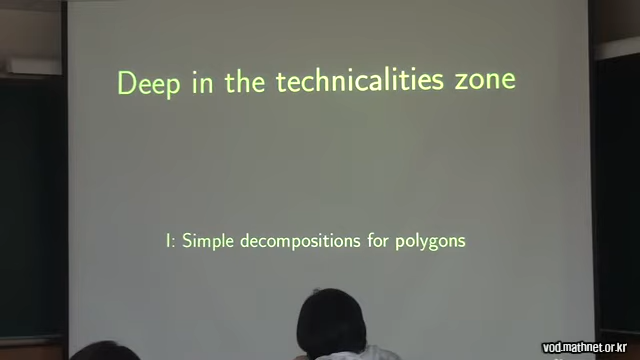 Deep in the technicalities zone
I: Simple decompositions for polygons
vod.mathnet.or.kr